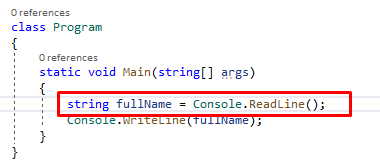 0 references
class Program
{
0 references
static void Main(string[] args)
{
string fullName = Console.ReadLine();
Console.WriteLine(fullName);
}
}